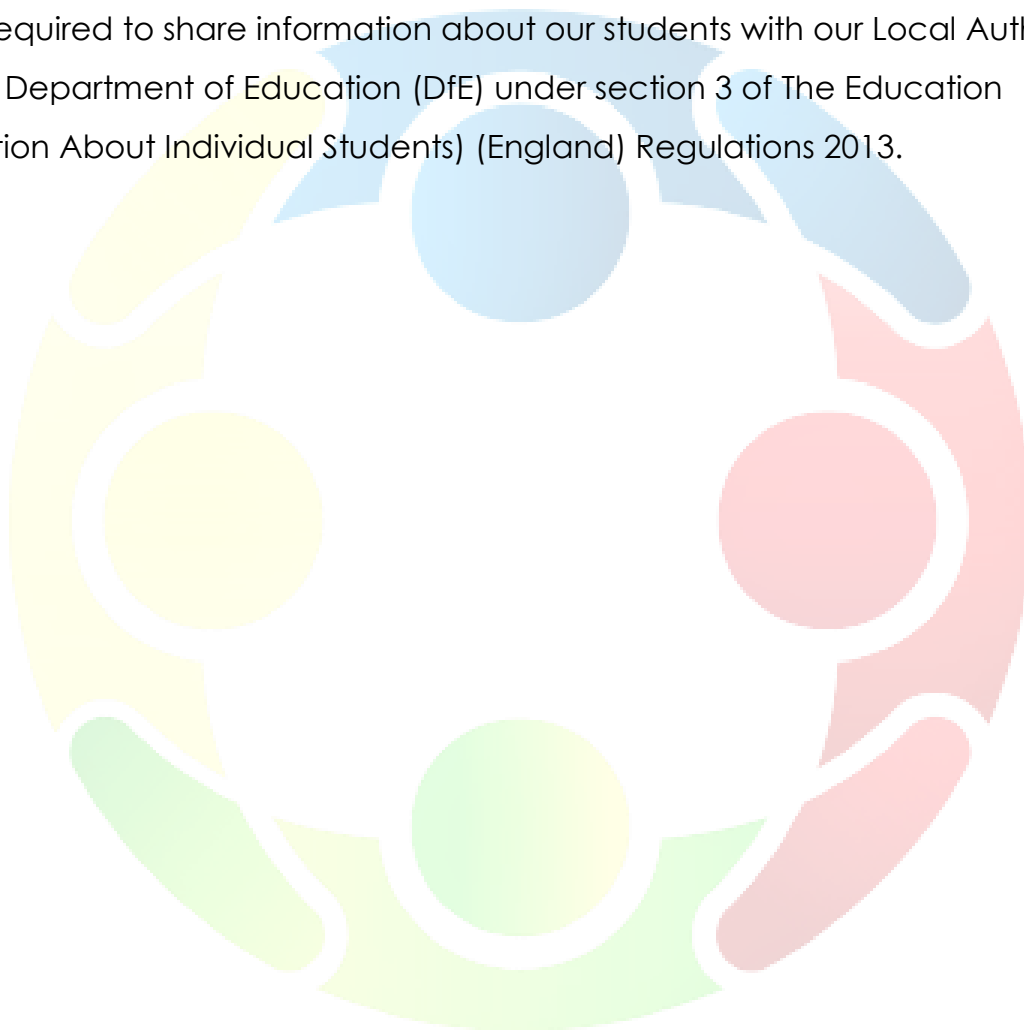 equired to share information about our students with our Local Auth
Department of Education (DfE) under section 3 of The Education
tion About Individual Students) (England) Regulations 2013.